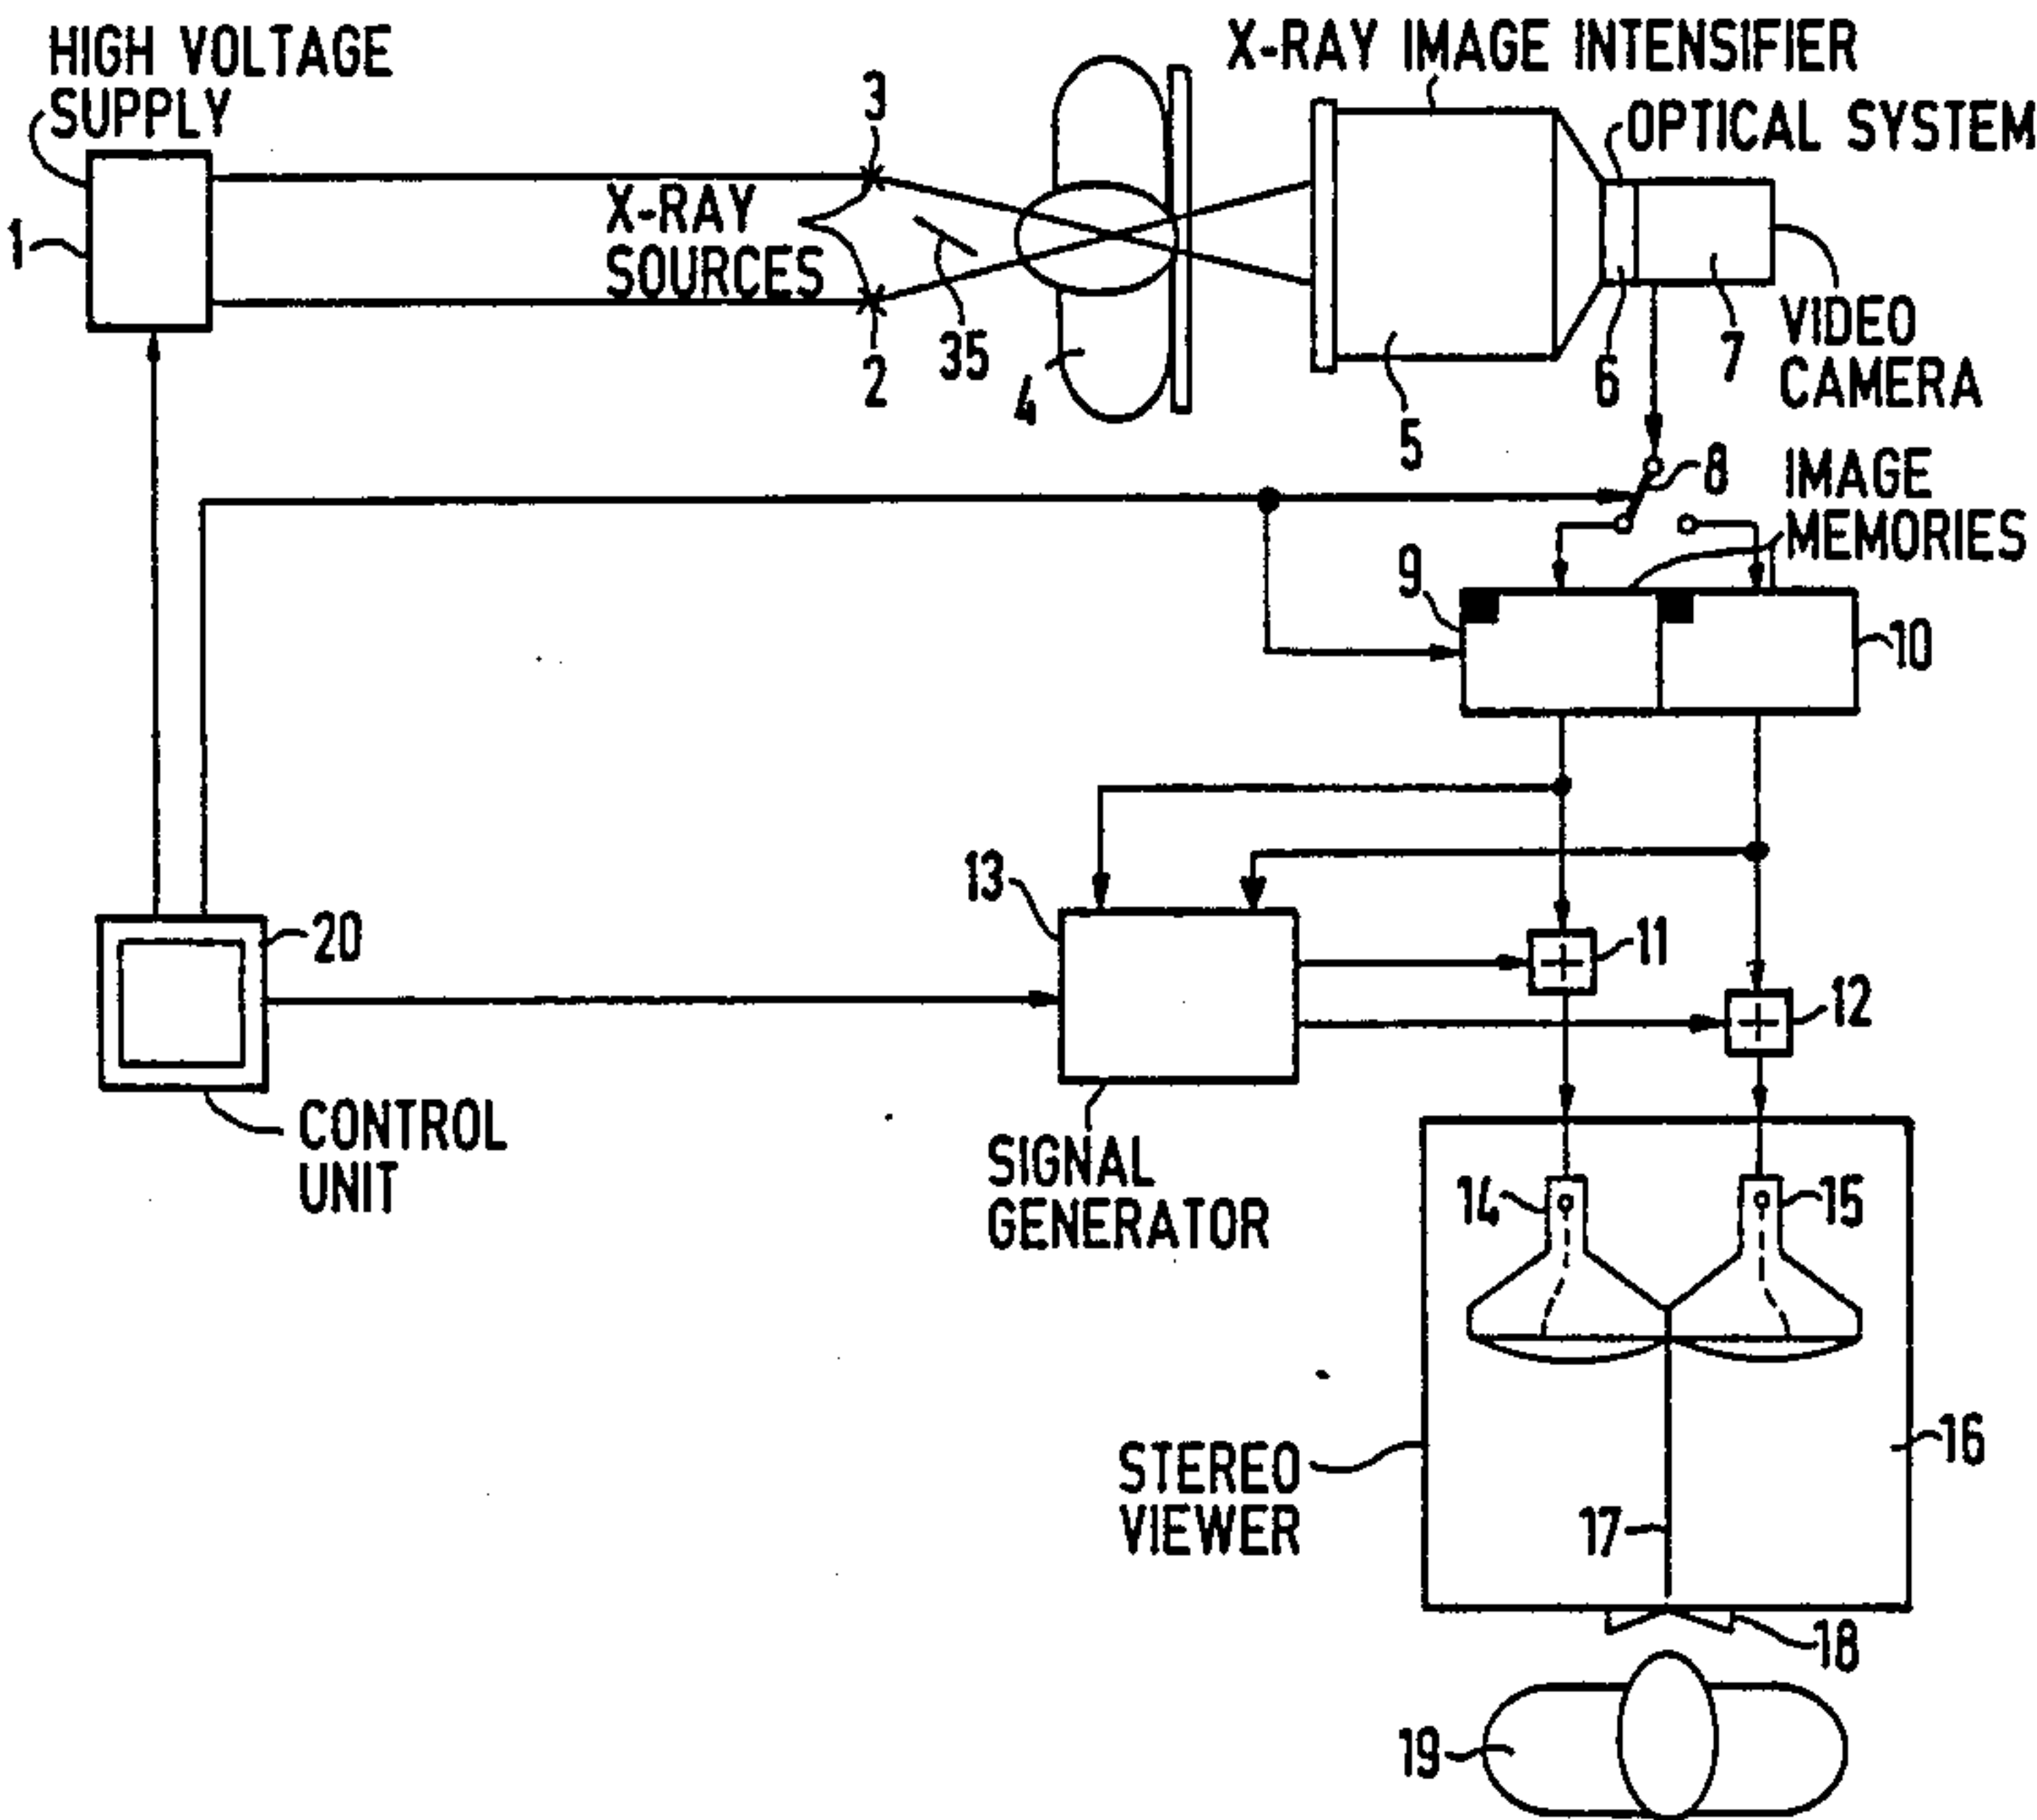 HIGH VOLTAGE
SUPPLY
X-RAY IMAGE INTENSIFIER
OPTICAL SYSTEM
3
1
X-RAY
SOURCES
2
35
4
5
6
7
VIDEO
CAMERA
8
IMAGE
MEMORIES
9
10
13
11
20
12
CONTROL
UNIT
SIGNAL
GENERATOR
14
15
STEREO
VIEWER
16
17
18
19